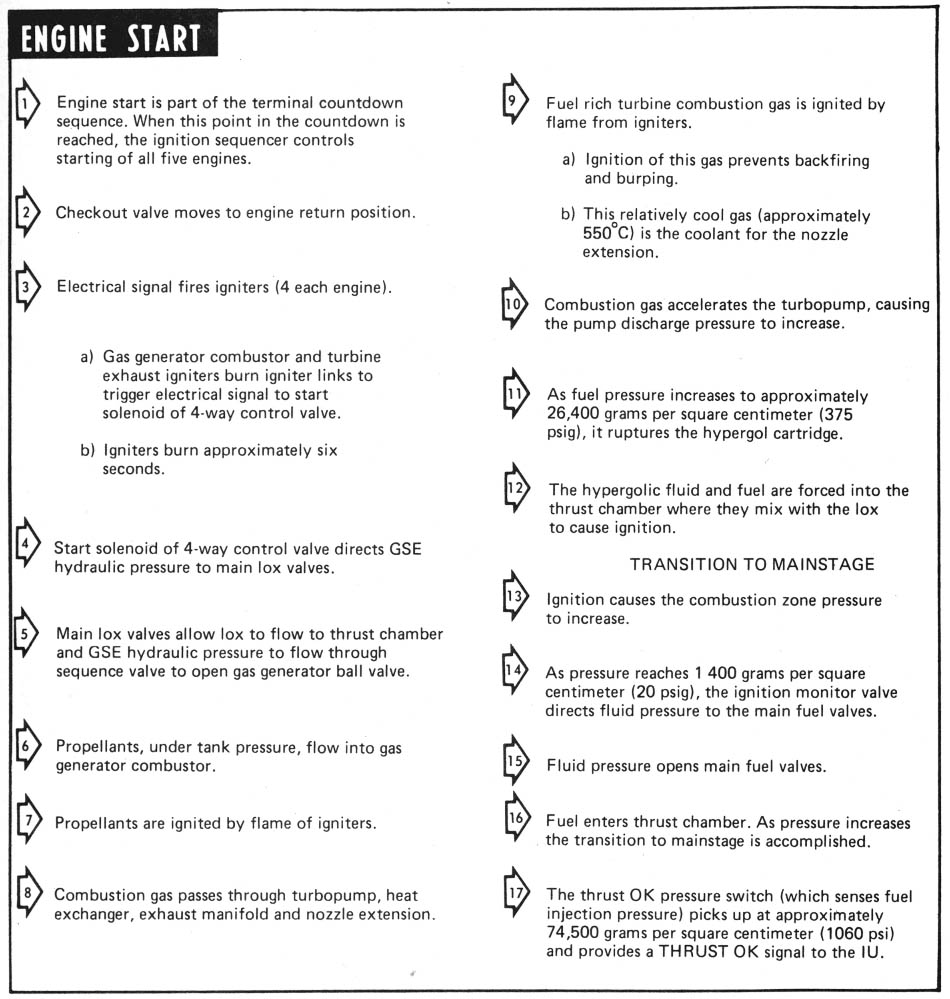 ENGINE START
1
Engine start is part of the terminal countdown
sequence. When this point in the countdown is
reached, the ignition sequencer controls
starting of all five engines.
2
Checkout valve moves to engine return position.
3
Electrical signal fires igniters (4 each engine).
a) Gas generator combustor and turbine
exhaust igniters burn igniter links to
trigger electrical signal to start
solenoid of 4-way control valve.
b) Igniters burn approximately six
seconds.
4
Start solenoid of 4-way control valve directs GSE
hydraulic pressure to main lox valves.
5
Main lox valves allow lox to flow to thrust chamber
and GSE hydraulic pressure to flow through
sequence valve to open gas generator ball valve.
6
Propellants, under tank pressure, flow into gas
generator combustor.
7
Propellants are ignited by flame of igniters.
8
Combustion gas passes through turbopump, heat
exchanger, exhaust manifold and nozzle extension.
9
Fuel rich turbine combustion gas is ignited by
flame from igniters.
a) Ignition of this gas prevents backfiring
and burping.
b) This relatively cool gas (approximately
550°C) is the coolant for the nozzle
extension.
10
Combustion gas accelerates the turbopump, causing
the pump discharge pressure to increase.
11
As fuel pressure increases to approximately
26,400 grams per square centimeter (375
psig), it ruptures the hypergol cartridge.
12
The hypergolic fluid and fuel are forced into the
thrust chamber where they mix with the lox
to cause ignition.
TRANSITION TO MAINSTAGE
13
Ignition causes the combustion zone pressure
to increase.
14
As pressure reaches 1 400 grams per square
centimeter (20 psig), the ignition monitor valve
directs fluid pressure to the main fuel valves.
15
Fluid pressure opens main fuel valves.
16
Fuel enters thrust chamber. As pressure increases
the transition to mainstage is accomplished.
17
The thrust OK pressure switch (which senses fuel
injection pressure) picks up at approximately
74,500 grams per square centimeter (1060 psi)
and provides a THRUST OK signal to the IU.